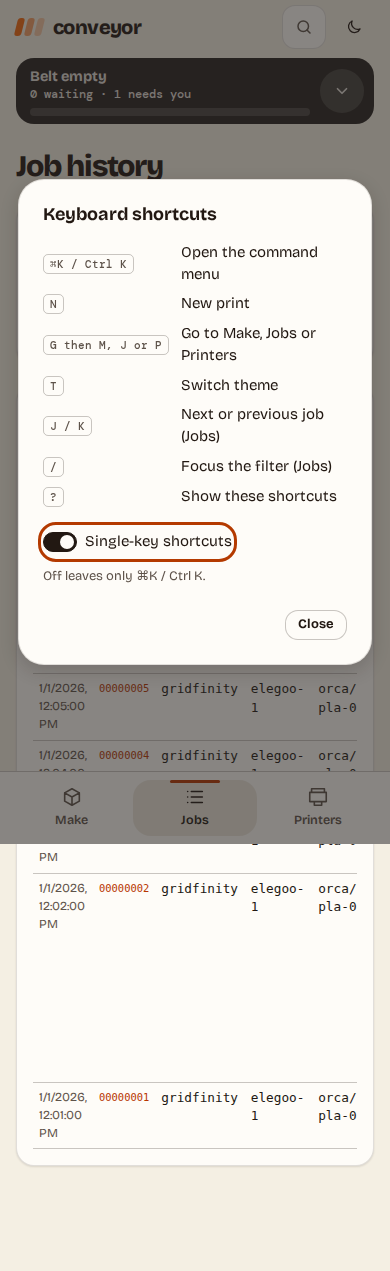 conveyor
Belt empty
0 waiting · 1 needs you
Job history
Keyboard shortcuts
⌘K / Ctrl K
Open the command
menu
N
New print
G then M, J or P
Go to Make, Jobs or
Printers
T
Switch theme
J / K
Next or previous job
(Jobs)
/
Focus the filter (Jobs)
?
Show these shortcuts
Single-key shortcuts
Off leaves only ⌘K / Ctrl K.
Close
1/1/2026, 00000005 gridfinity elegoo- orca/
12:05:00 1 pla-0
PM
1/1/2026, 00000004 gridfinity elegoo- orca/
Make
Jobs
Printers
PM
1/1/2026, 00000002 gridfinity elegoo- orca/
12:02:00 1 pla-0
PM
1/1/2026, 00000001 gridfinity elegoo- orca/
12:01:00 1 pla-0
PM